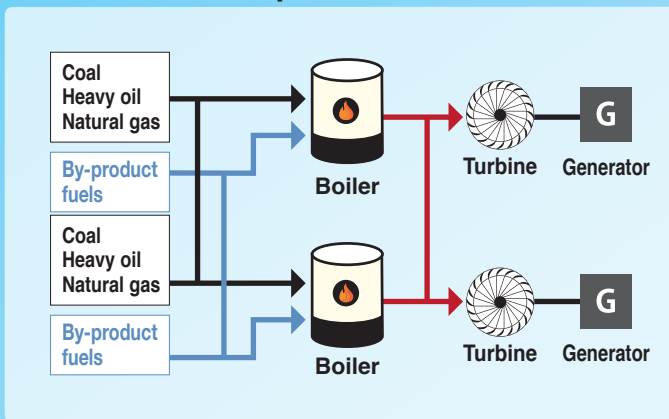 Coal
Heavy oil
Natural gas
By-product
fuels
Boiler
Turbine
G
Generator
Coal
Heavy oil
Natural gas
By-product
fuels
Boiler
Turbine
G
Generator